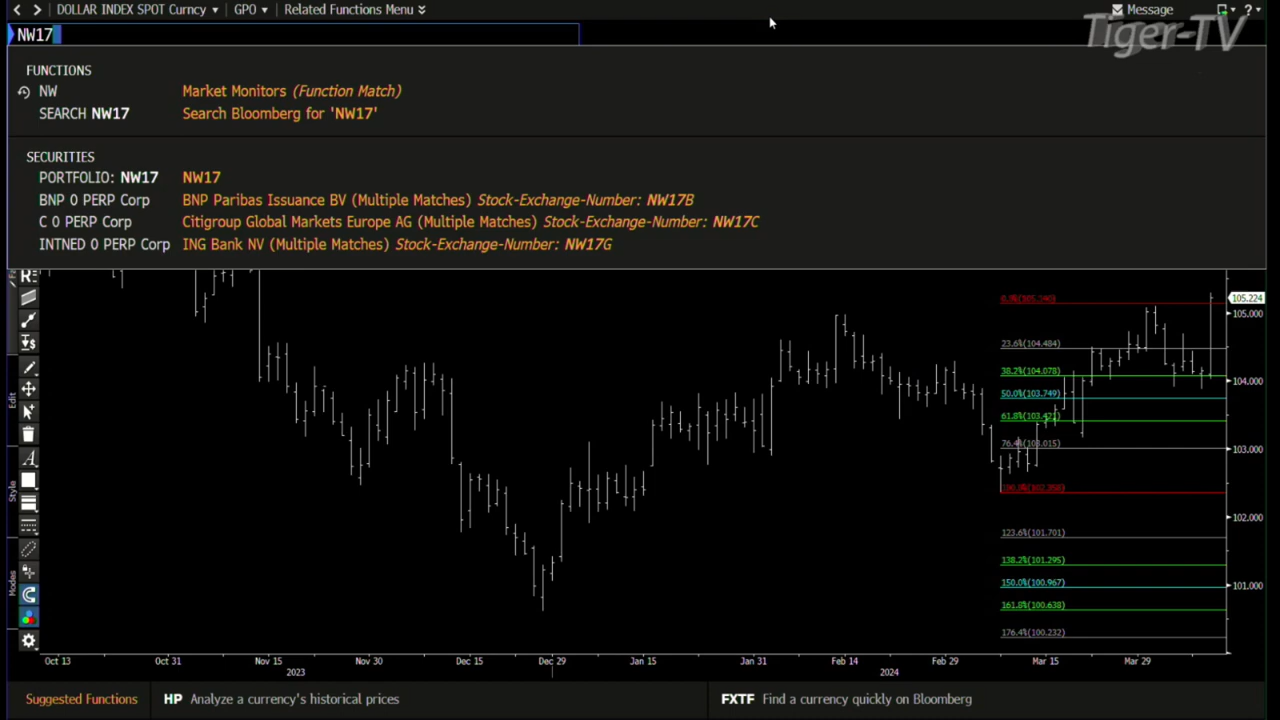 DOLLAR INDEX SPOT Curncy GPO Related Functions Menu Message ?
Tiger-TV
NW17
FUNCTIONS
NW Market Monitors (Function Match)
SEARCH NW17 Search Bloomberg for 'NW17'
SECURITIES
PORTFOLIO: NW17 NW17
BNP 0 PERP Corp BNP Paribas Issuance BV (Multiple Matches) Stock-Exchange-Number: NW17B
C 0 PERP Corp Citigroup Global Markets Europe AG (Multiple Matches) Stock-Exchange-Number: NW17C
INTNED 0 PERP Corp ING Bank NV (Multiple Matches) Stock-Exchange-Number: NW17G
105.224
105.000
23.6%(104.484)
38.2%(104.078)
104.000
50.0%(103.749)
61.8%(103.421)
76.4%(103.015)
103.000
102.000
123.6%(101.701)
138.2%(101.295)
150.0%(100.967)
101.000
161.8%(100.638)
176.4%(100.232)
Edit
Style
Modes
Oct 13 Oct 31 Nov 15 Nov 30 Dec 15 Dec 29 Jan 15 Jan 31 Feb 14 Feb 29 Mar 15 Mar 29
2023 2024
Suggested Functions HP Analyze a currency's historical prices FXTF Find a currency quickly on Bloomberg